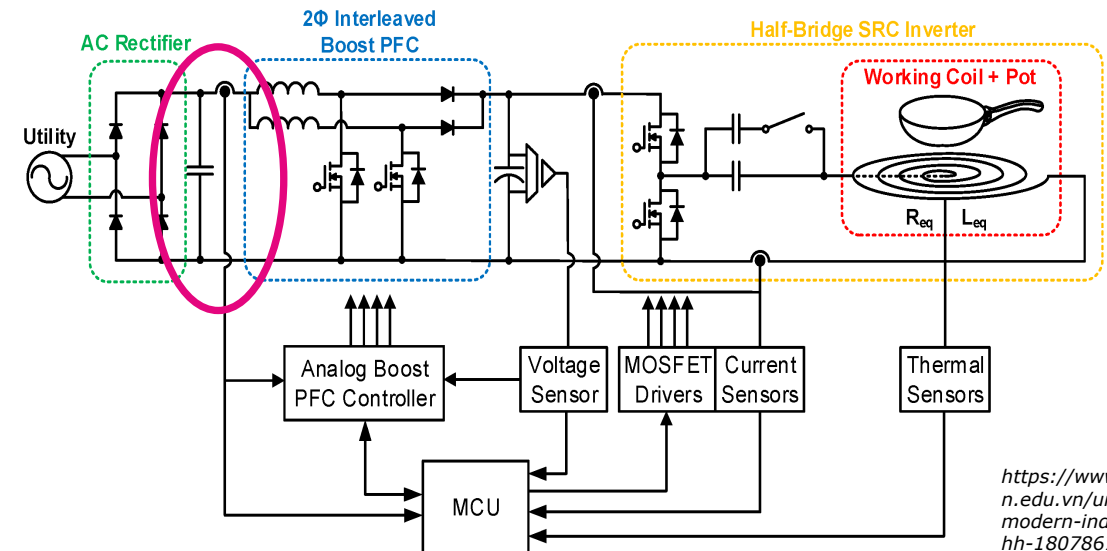 2Φ Interleaved
Boost PFC
AC Rectifier
Half-Bridge SRC Inverter
Working Coil + Pot
Utility
Req Leq
Analog Boost
PFC Controller
Voltage
Sensor
MOSFET
Drivers
Current
Sensors
Thermal
Sensors
MCU
https://www
n.edu.vn/u
modern-ind
hh-180786